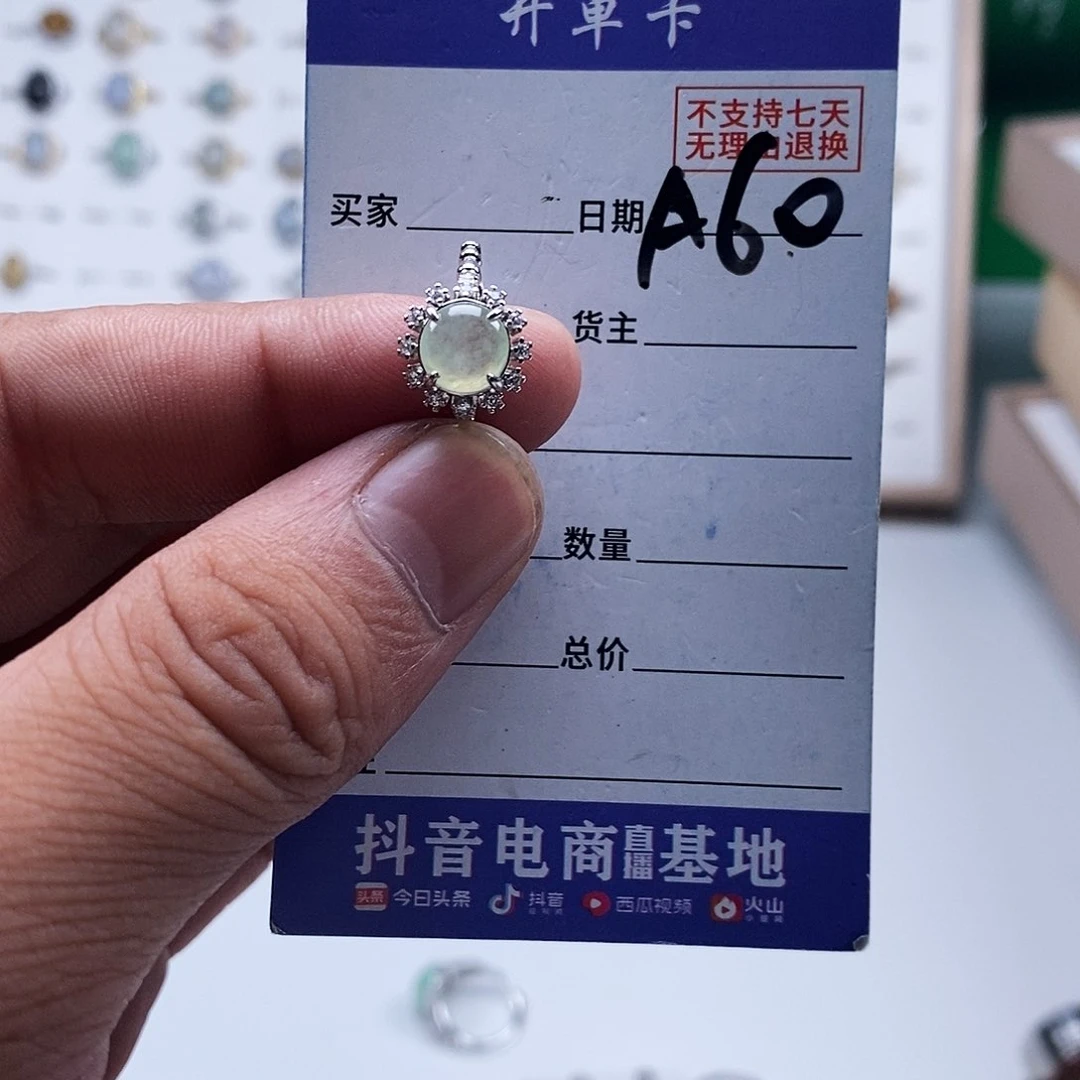 开单卡
不支持七天
无理由退换
买家 日期 A60
货主
数量
总价
抖音电商直播基地
今日头条 抖音 西瓜视频 火山